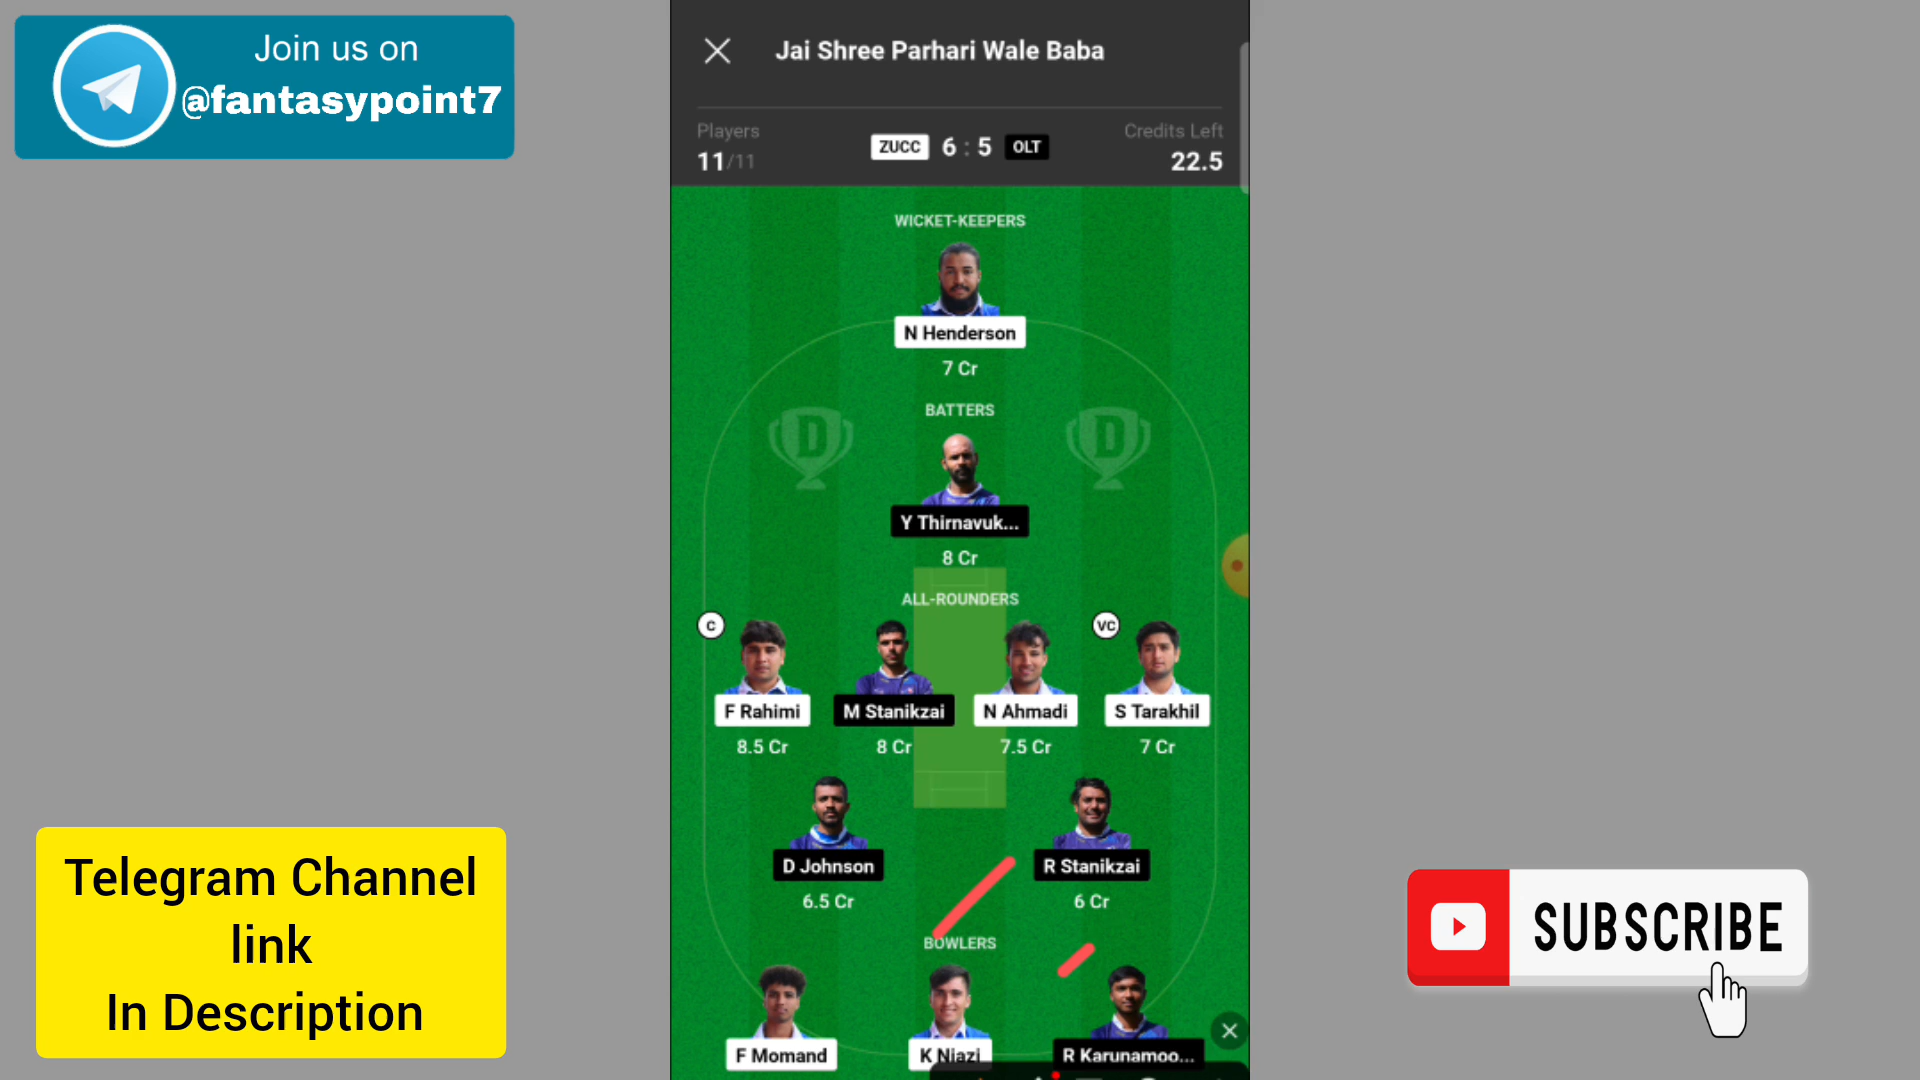 Join us on
@fantasypoint7
Jai Shree Parhari Wale Baba
Players
11/11
ZUCC 6 : 5 OLT
Credits Left
22.5
WICKET-KEEPERS
N Henderson
7 Cr
BATTERS
D D
Y Thirnavuk...
8 Cr
ALL-ROUNDERS
C VC
F Rahimi M Stanikzai N Ahmadi S Tarakhil
8.5 Cr 8 Cr 7.5 Cr 7 Cr
D Johnson R Stanikzai
6.5 Cr 6 Cr
BOWLERS
F Momand K Niazi R Karunamoo...
Telegram Channel
link
In Description
SUBSCRIBE